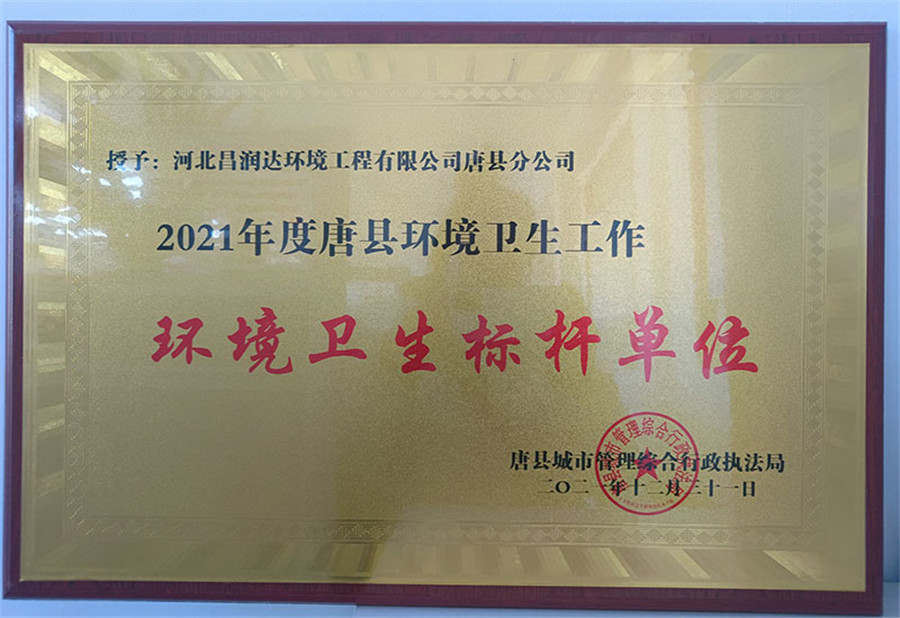 授予：河北昌润达环境工程有限公司唐县分公司
2021年度唐县环境卫生工作
环境卫生标杆单位
唐县城市管理综合行政执法局
二〇二一年十二月三十一日